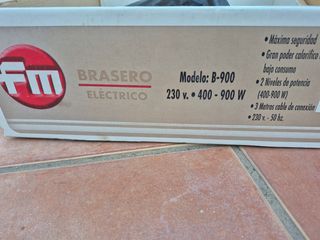 fm
BRASERO
ELÉCTRICO
Modelo: B-900
230 v. • 400 - 900 W
• Máxima seguridad
• Gran poder calorífico
bajo consumo
• 2 Niveles de potencia
(400-900 W)
• 3 Metros cable de conexión
• 230 v. - 50 hz.